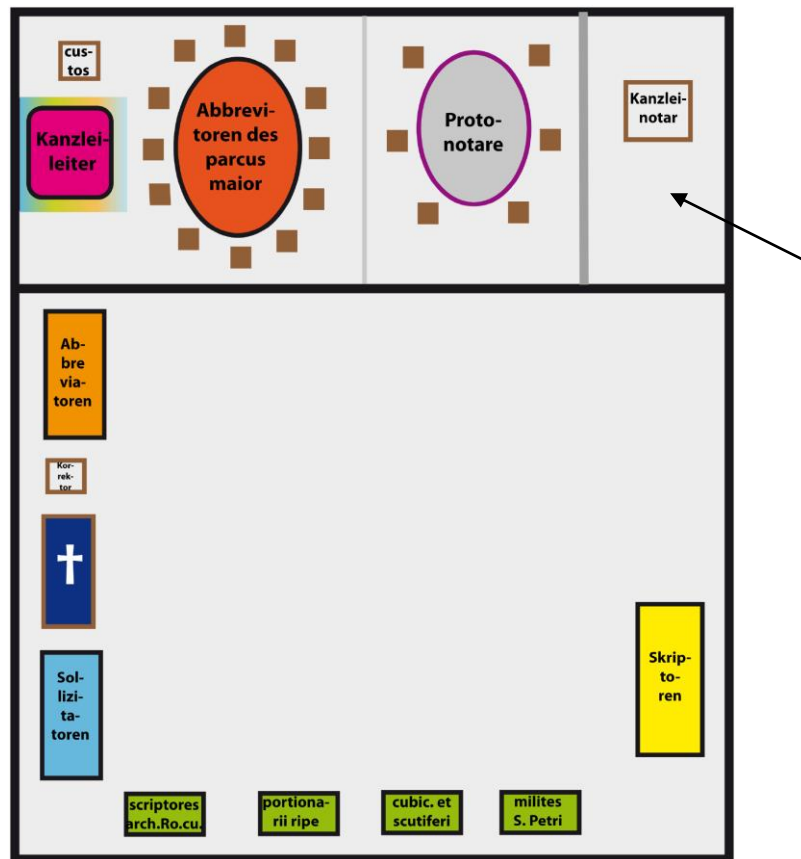 cus-
tos
Kanzlei-
leiter
Abbrevi-
toren des
parcus
maior
Proto-
notare
Kanzlei-
notar
Ab-
bre
via-
toren
Kor-
rek-
tor
Sol-
lizi-
ta-
toren
Skrip-
to-
ren
scriptores
arch.Ro.cu.
portiona-
rii ripe
cubic. et
scutiferi
milites
S. Petri